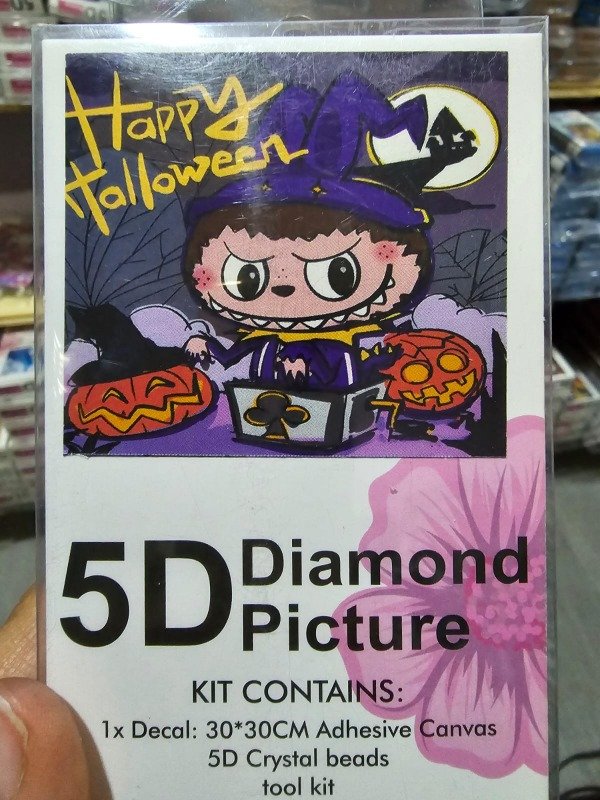 Happy
Halloween
5D Diamond
Picture
KIT CONTAINS:
1x Decal: 30*30CM Adhesive Canvas
5D Crystal beads
tool kit